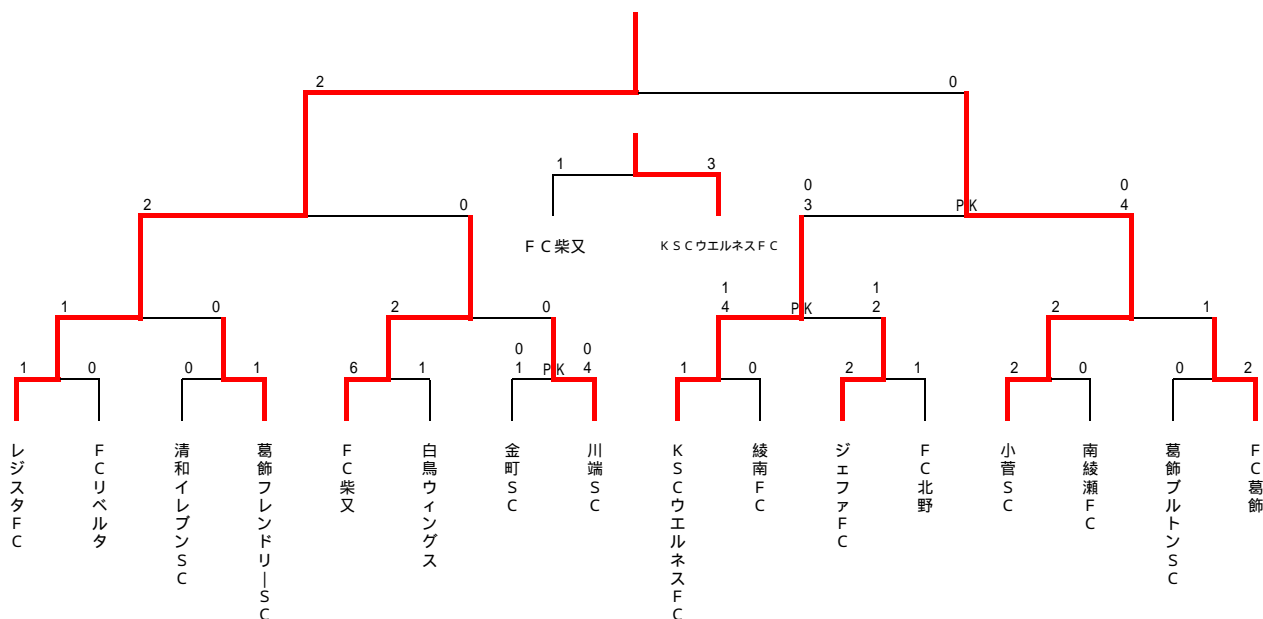 2 0
1 3
0 0
2 0 3 PK 4
FC柴又 KSCウエルネスFC
1 1
1 0 2 0 4 PK 2 2 1
0 0
1 0 0 1 6 1 1 PK 4 1 0 2 1 2 0 0 2
レジスタFC
FCリベルタ
清和イレブンSC
葛飾フレンドリーSC
FC柴又
白鳥ウィングス
金町SC
川端SC
KSCウエルネスFC
綾南FC
ジェファFC
FC北野
小菅SC
南綾瀬FC
葛飾ブルトンSC
FC葛飾